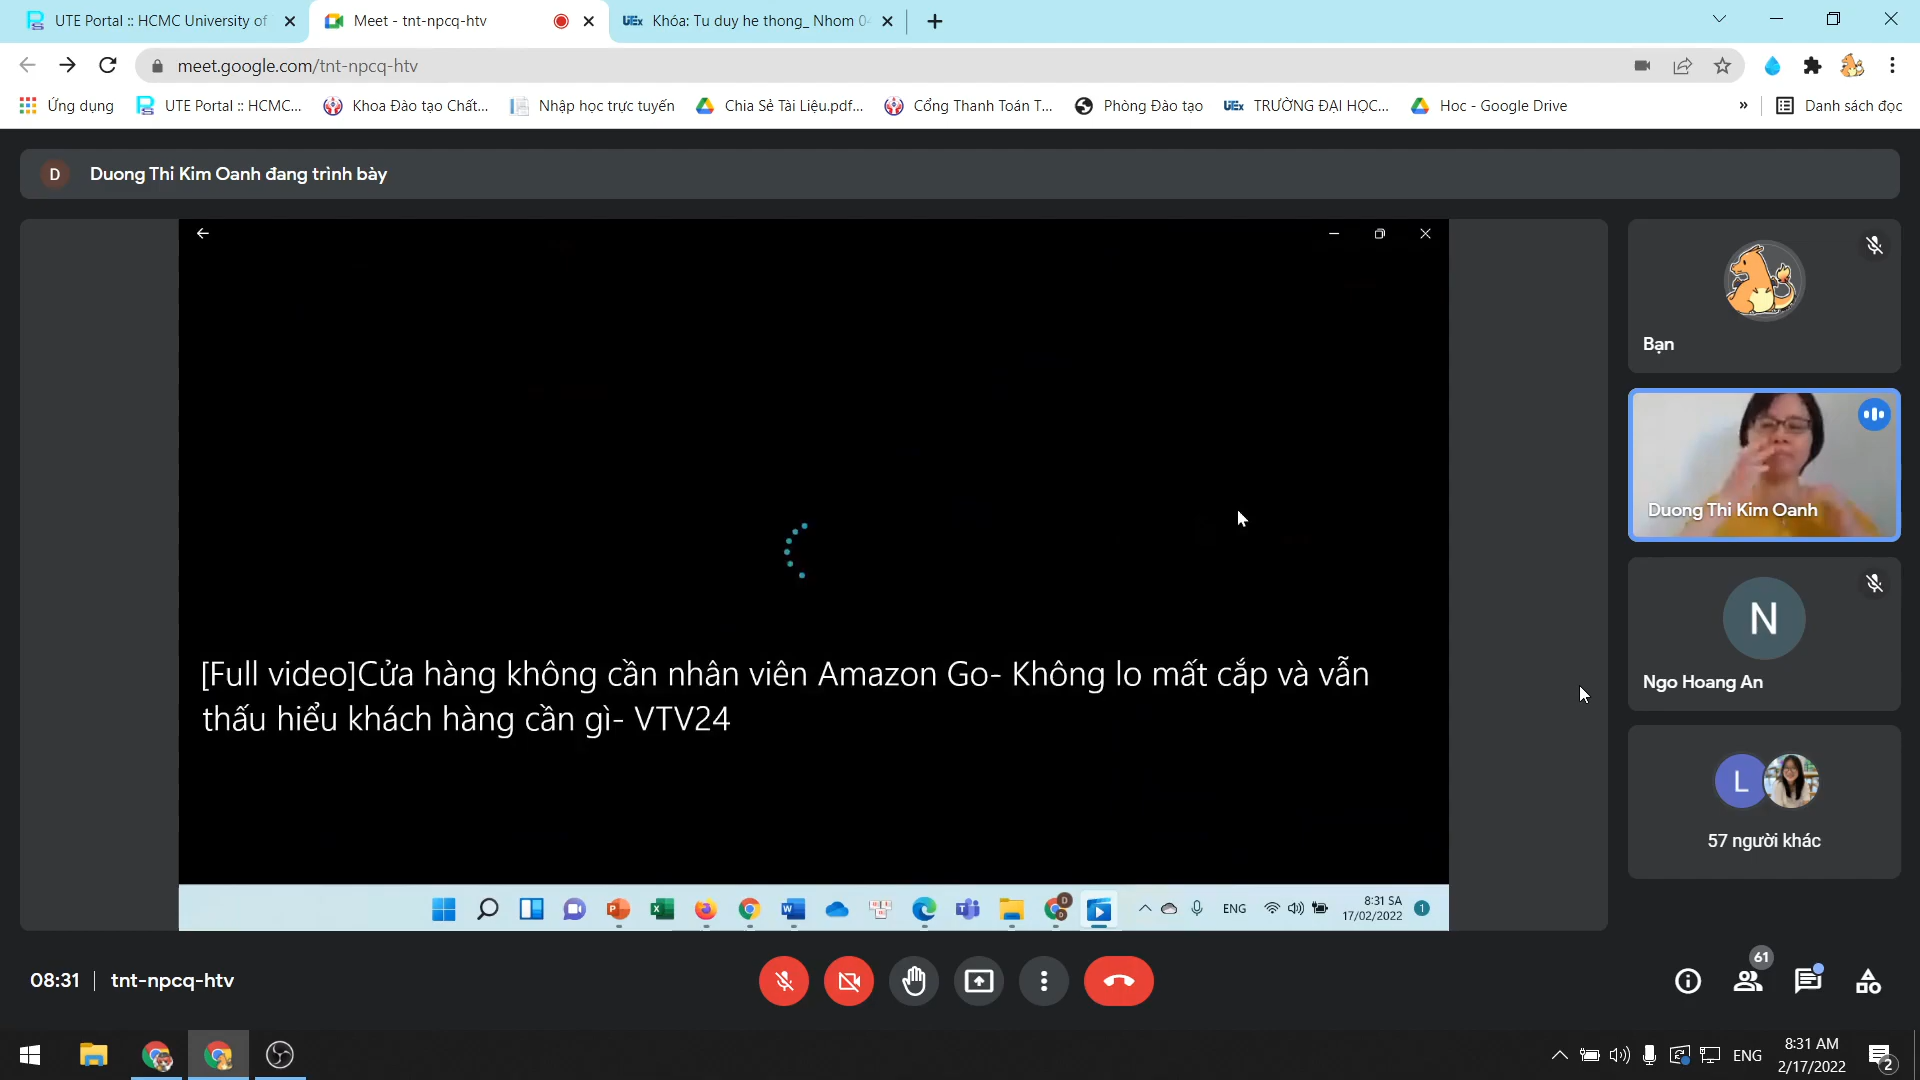 UTE Portal :: HCMC University of
Meet - tnt-npcq-htv
UEx Khóa: Tu duy he thong_ Nhom 0
meet.google.com/tnt-npcq-htv
Ứng dụng
UTE Portal :: HCMC...
Khoa Đào tạo Chất...
Nhập học trực tuyến
Chia Sẻ Tài Liệu.pdf...
Cổng Thanh Toán T...
Phòng Đào tạo
UEx TRƯỜNG ĐẠI HỌC...
Hoc - Google Drive
»
Danh sách đọc
D Duong Thi Kim Oanh đang trình bày
Bạn
Duong Thi Kim Oanh
N
Ngo Hoang An
L
57 người khác
[Full video]Cửa hàng không cần nhân viên Amazon Go- Không lo mất cắp và vẫn
thấu hiểu khách hàng cần gì- VTV24
ENG
8:31 SA
17/02/2022
1
08:31 | tnt-npcq-htv
61
ENG
8:31 AM
2/17/2022
2